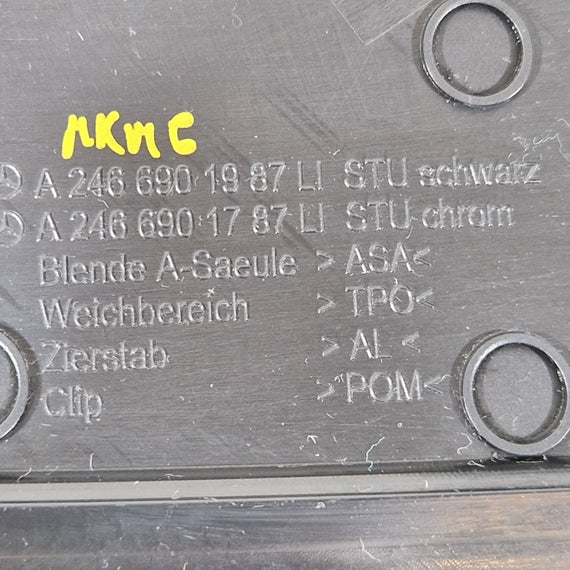 MKMC
A 246 690 19 87 LI STU schwarz
A 246 690 17 87 LI STU chrom
Blende A-Saeule >ASA<
Weichbereich >TPO<
Zierstab >AL<
Clip >POM<